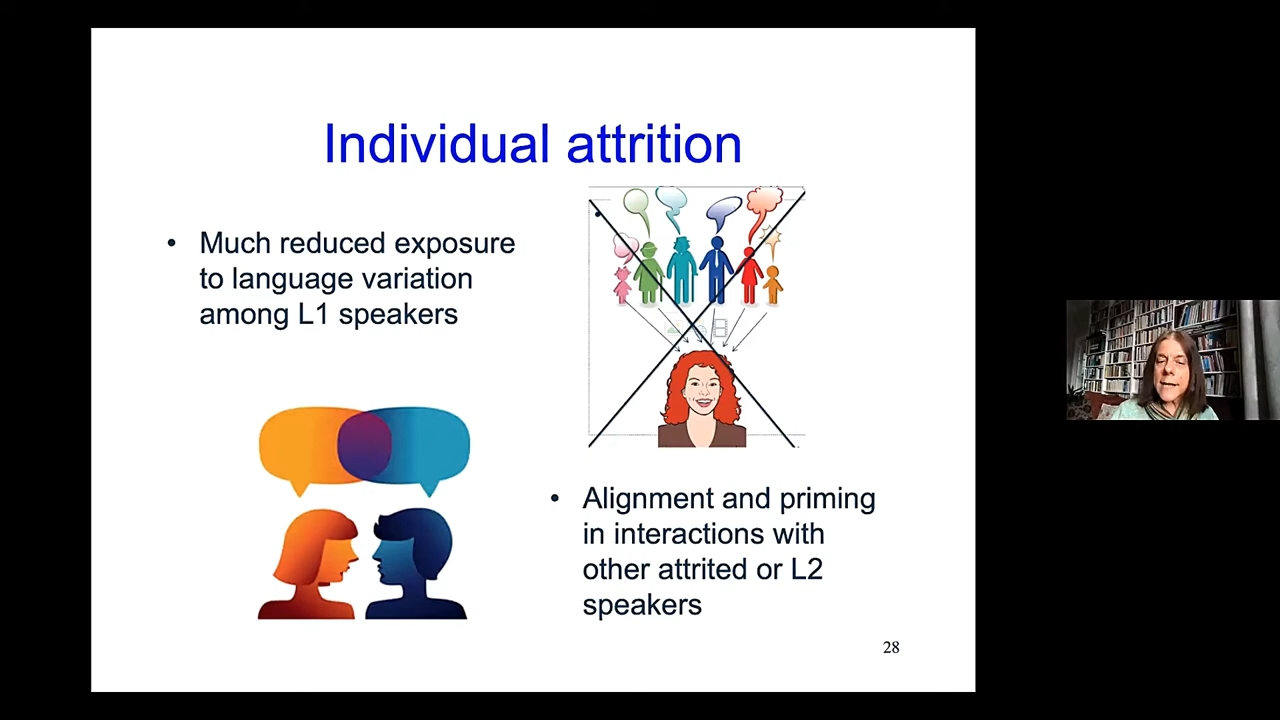 Individual attrition
• Much reduced exposure
to language variation
among L1 speakers
• Alignment and priming
in interactions with
other attrited or L2
speakers
28